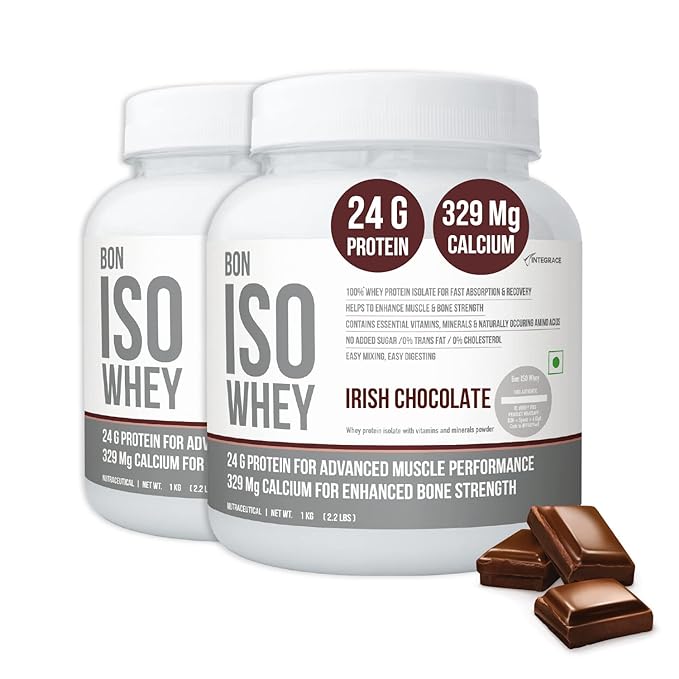 BON
ISO
WHEY
24 G PROTEIN FOR ADVA
329 Mg CALCIUM FOR
NUTRACEUTICAL | NET WT. 1 KG (2.2 LBS)
24 G
PROTEIN
329 Mg
CALCIUM
INTEGRACE
BON
ISO
WHEY
100% WHEY PROTEIN ISOLATE FOR FAST ABSORPTION & RECOVERY
HELPS TO ENHANCE MUSCLE & BONE STRENGTH
CONTAINS ESSENTIAL VITAMINS, MINERALS & NATURALLY OCCURING AMINO ACIDS
NO ADDED SUGAR /0% TRANS FAT / 0% CHOLESTEROL
EASY MIXING, EASY DIGESTING
IRISH CHOCOLATE
Whey protein isolate with vitamins and minerals powder
Bon ISO Whey
24 G PROTEIN FOR ADVANCED MUSCLE PERFORMANCE
329 Mg CALCIUM FOR ENHANCED BONE STRENGTH
NUTRACEUTICAL | NET WT. 1 KG (2.2 LBS)